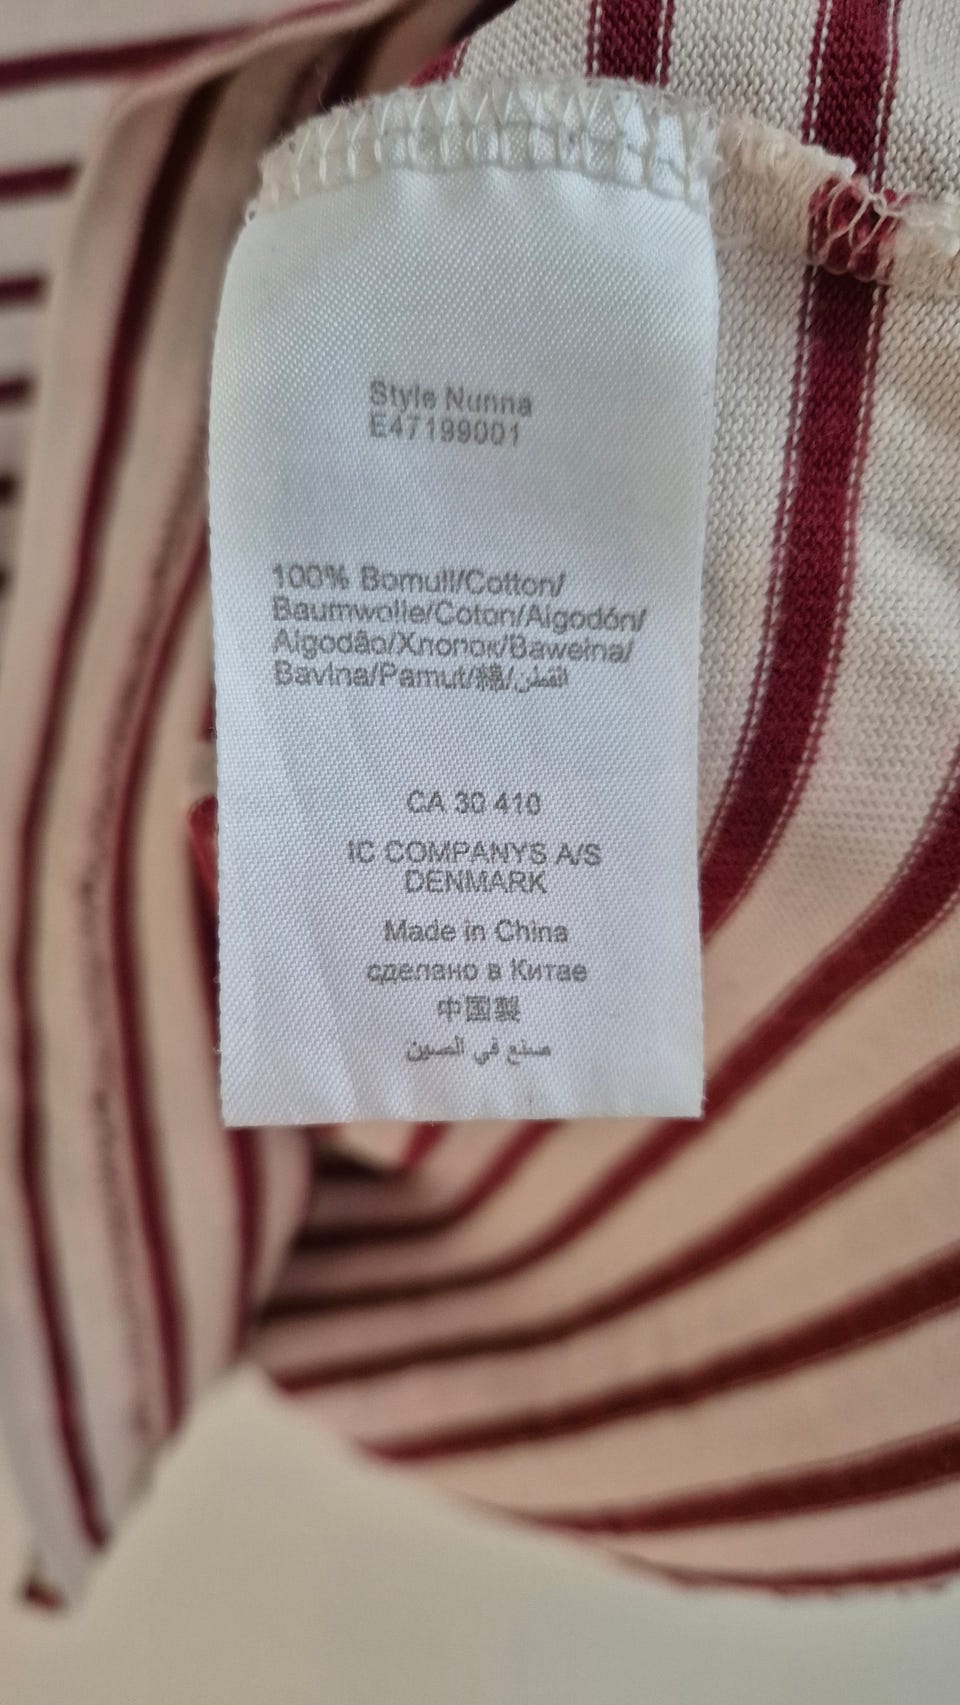 Style Nunna
E47199001
100% Bomull/Cotton/
Baumwolle/Coton/Algodón/
Algodão/Хлопок/Bawełna/
Bavlna/Pamut/綿/القطن
CA 30 410
IC COMPANYS A/S
DENMARK
Made in China
сделано в Китае
中国製
صنع في الصين